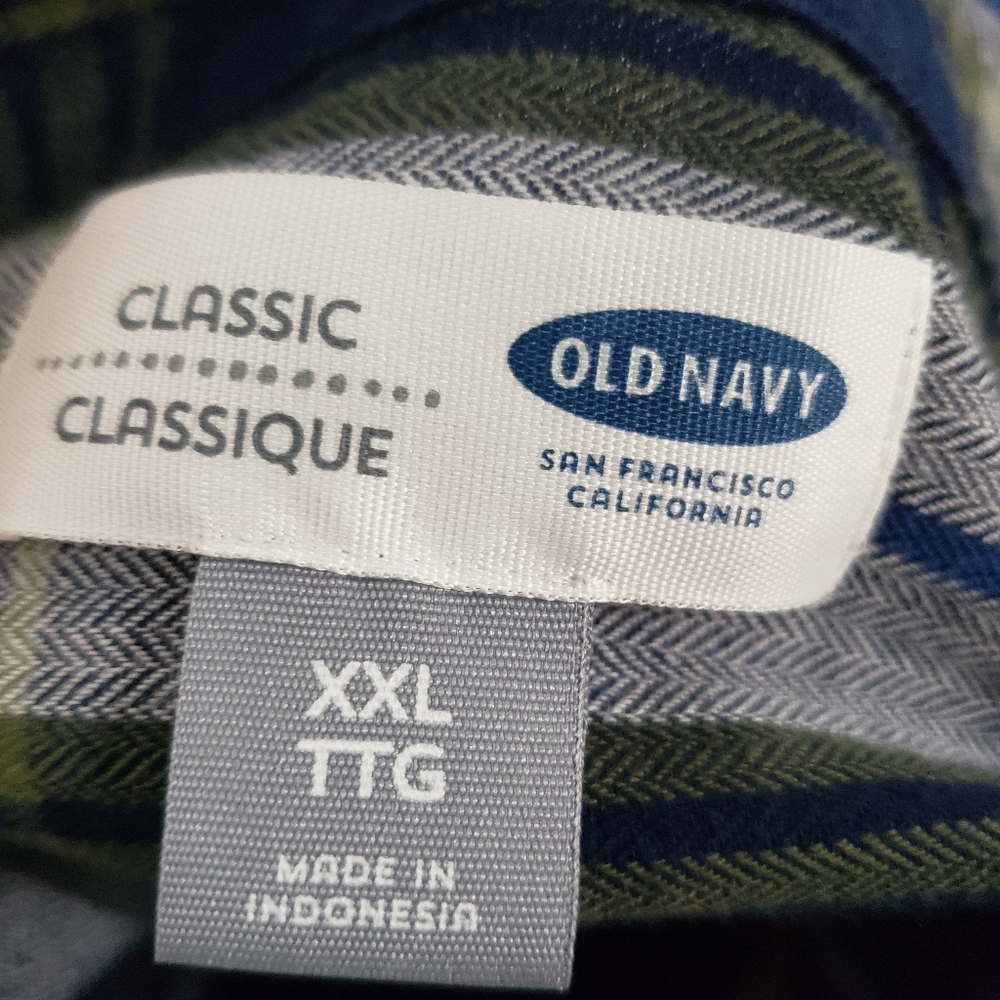 CLASSIC
CLASSIQUE
OLD NAVY
SAN FRANCISCO
CALIFORNIA
XXL
TTG
MADE IN
INDONESIA